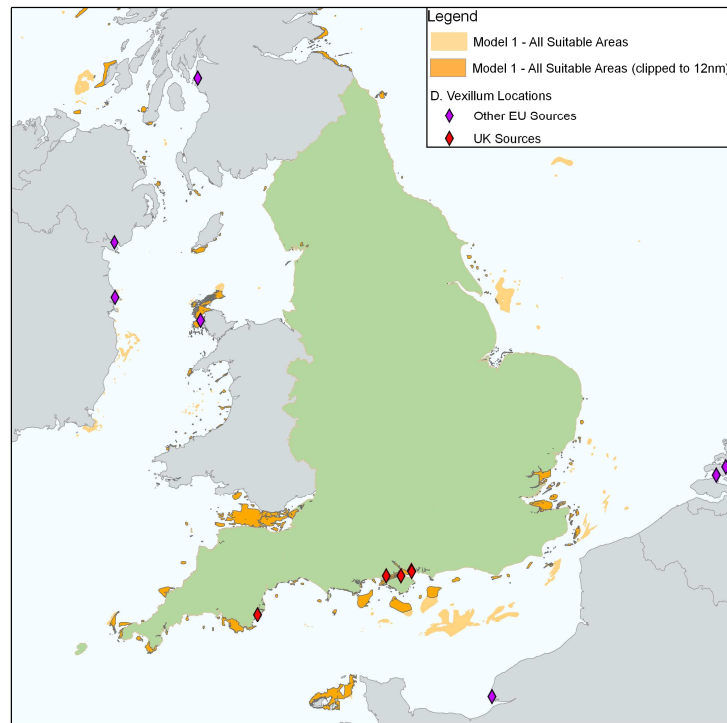 Legend
Model 1 - All Suitable Areas
Model 1 - All Suitable Areas (clipped to 12nm)
D. Vexillum Locations
Other EU Sources
UK Sources